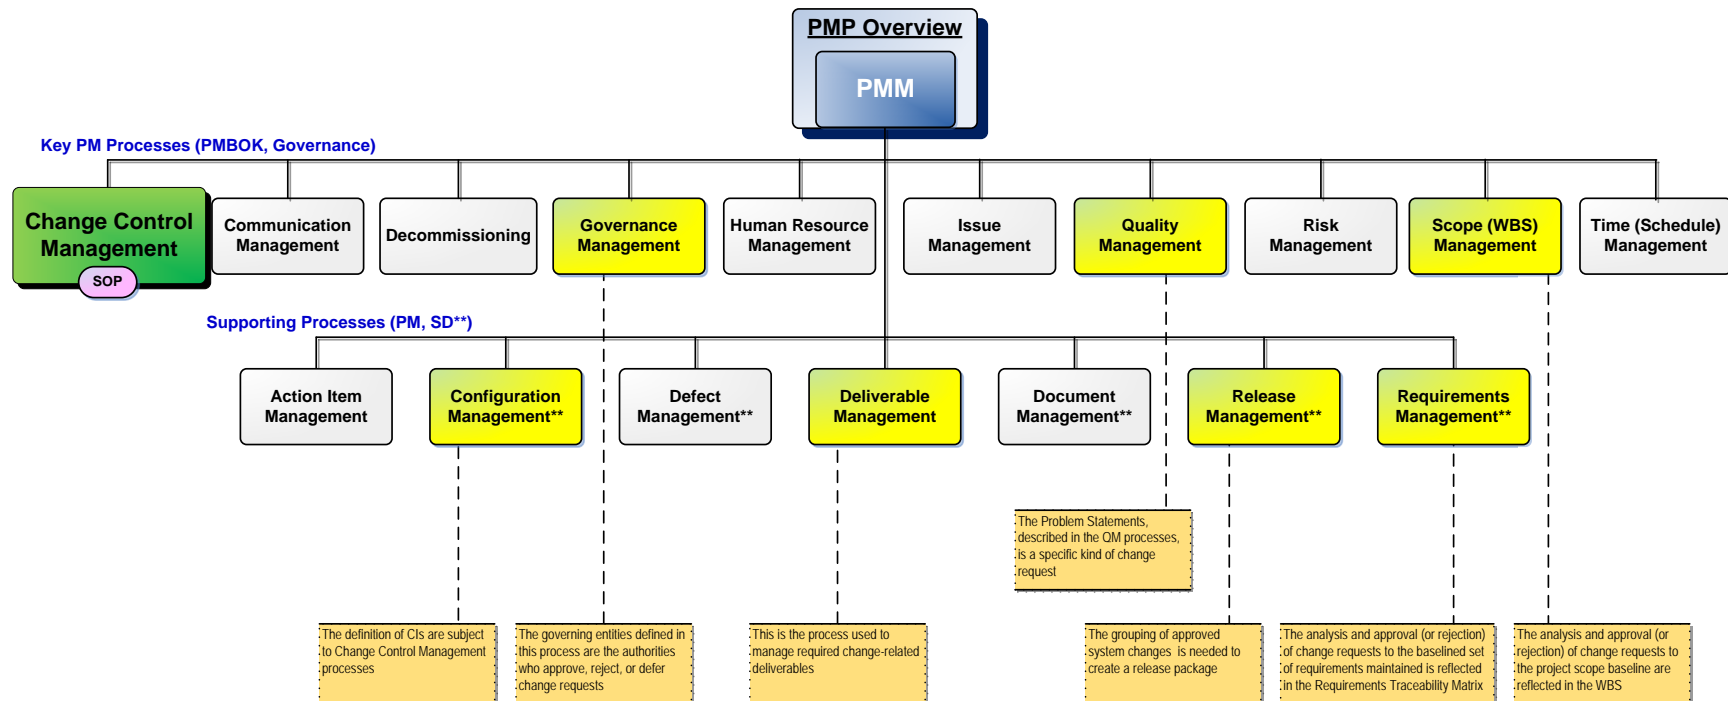 PMP Overview
PMM
Key PM Processes (PMBOK, Governance)
Change Control
Management
SOP
Communication
Management
Decommissioning
Governance
Management
Human Resource
Management
Issue
Management
Quality
Management
Risk
Management
Scope (WBS)
Management
Time (Schedule)
Management
Supporting Processes (PM, SD**)
Action Item
Management
Configuration
Management**
Defect
Management**
Deliverable
Management
Document
Management**
Release
Management**
Requirements
Management**
The Problem Statements,
described in the QM processes,
is a specific kind of change
request
The definition of CIs are subject
to Change Control Management
processes
The governing entities defined in
this process are the authorities
who approve, reject, or defer
change requests
This is the process used to
manage required change-related
deliverables
The grouping of approved
system changes is needed to
create a release package
The analysis and approval (or rejection)
of change requests to the baselined set
of requirements maintained is reflected
in the Requirements Traceability Matrix
The analysis and approval (or
rejection) of change requests to
the project scope baseline are
reflected in the WBS